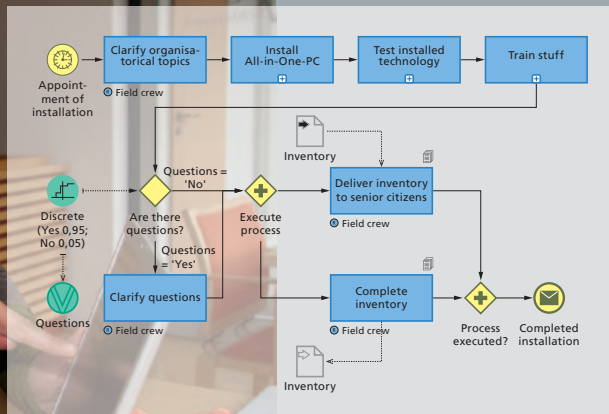 Clarify organisa-
torical topics
Install
All-in-One-PC
Test installed
technology
Train stuff
Appoint-
ment of
installation
Field crew
Inventory
Questions =
'No'
Deliver inventory
to senior citizens
Discrete
(Yes 0,95;
No 0,05)
Are there
questions?
Execute
process
Field crew
Questions
= 'Yes'
Clarify questions
Complete
inventory
Questions
Field crew
Field crew
Process
executed?
Completed
installation
Inventory